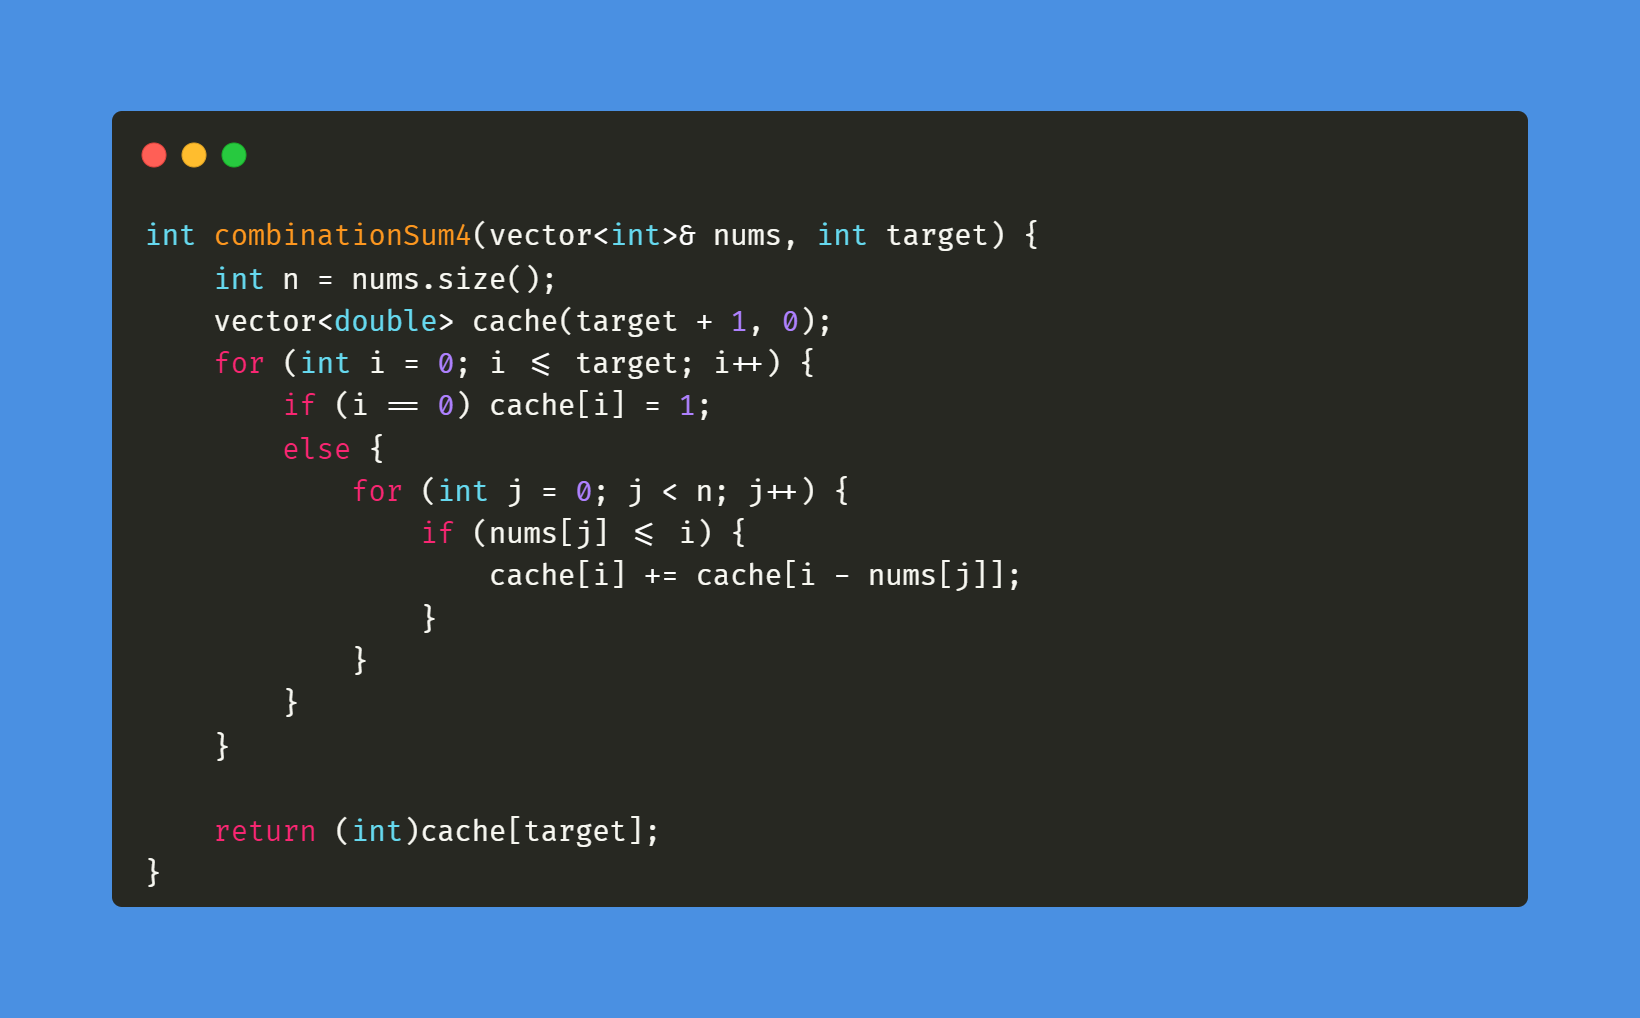 int combinationSum4(vector<int>& nums, int target) {
    int n = nums.size();
    vector<double> cache(target + 1, 0);
    for (int i = 0; i <= target; i++) {
        if (i == 0) cache[i] = 1;
        else {
            for (int j = 0; j < n; j++) {
                if (nums[j] <= i) {
                    cache[i] += cache[i - nums[j]];
                }
            }
        }
    }

    return (int)cache[target];
}